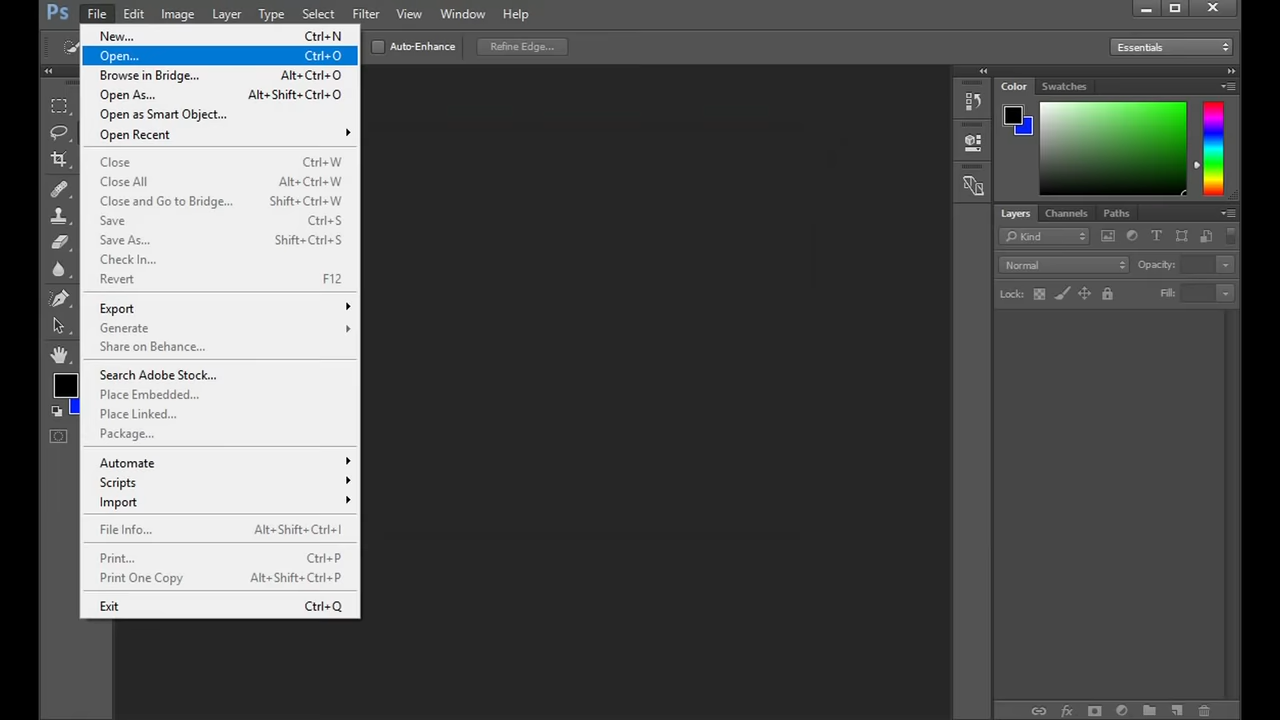 Ps File Edit Image Layer Type Select Filter View Window Help
Auto-Enhance Refine Edge... Essentials
New... Ctrl+N
Open... Ctrl+O
Browse in Bridge... Alt+Ctrl+O
Open As... Alt+Shift+Ctrl+O
Open as Smart Object...
Open Recent
Close Ctrl+W
Close All Alt+Ctrl+W
Close and Go to Bridge... Shift+Ctrl+W
Save Ctrl+S
Save As... Shift+Ctrl+S
Check In...
Revert F12
Export
Generate
Share on Behance...
Search Adobe Stock...
Place Embedded...
Place Linked...
Package...
Automate
Scripts
Import
File Info... Alt+Shift+Ctrl+I
Print... Ctrl+P
Print One Copy Alt+Shift+Ctrl+P
Exit Ctrl+Q
Color Swatches
Layers Channels Paths
Kind
Normal Opacity:
Lock: Fill:
fx